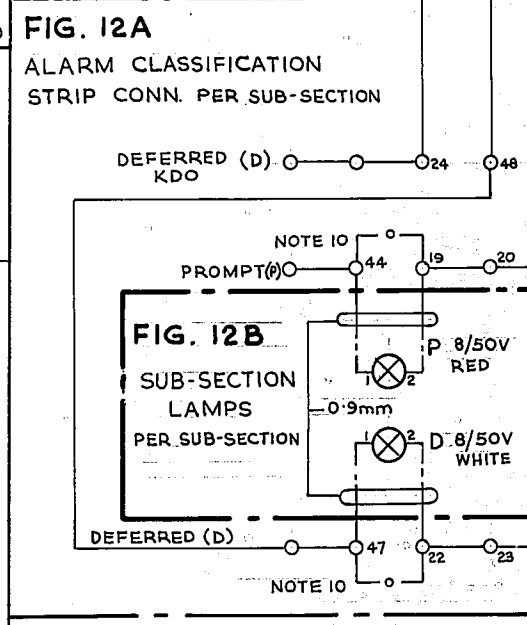 FIG. 12A
ALARM CLASSIFICATION
STRIP CONN. PER SUB-SECTION
DEFERRED (D)
KDO
24
48
NOTE 10
PROMPT(P)
44
19
20
FIG. 12B
SUB-SECTION
LAMPS
PER SUB-SECTION
P 8/50V
RED
1
2
0.9mm
1
2
D 8/50V
WHITE
DEFERRED (D)
47
22
23
NOTE 10